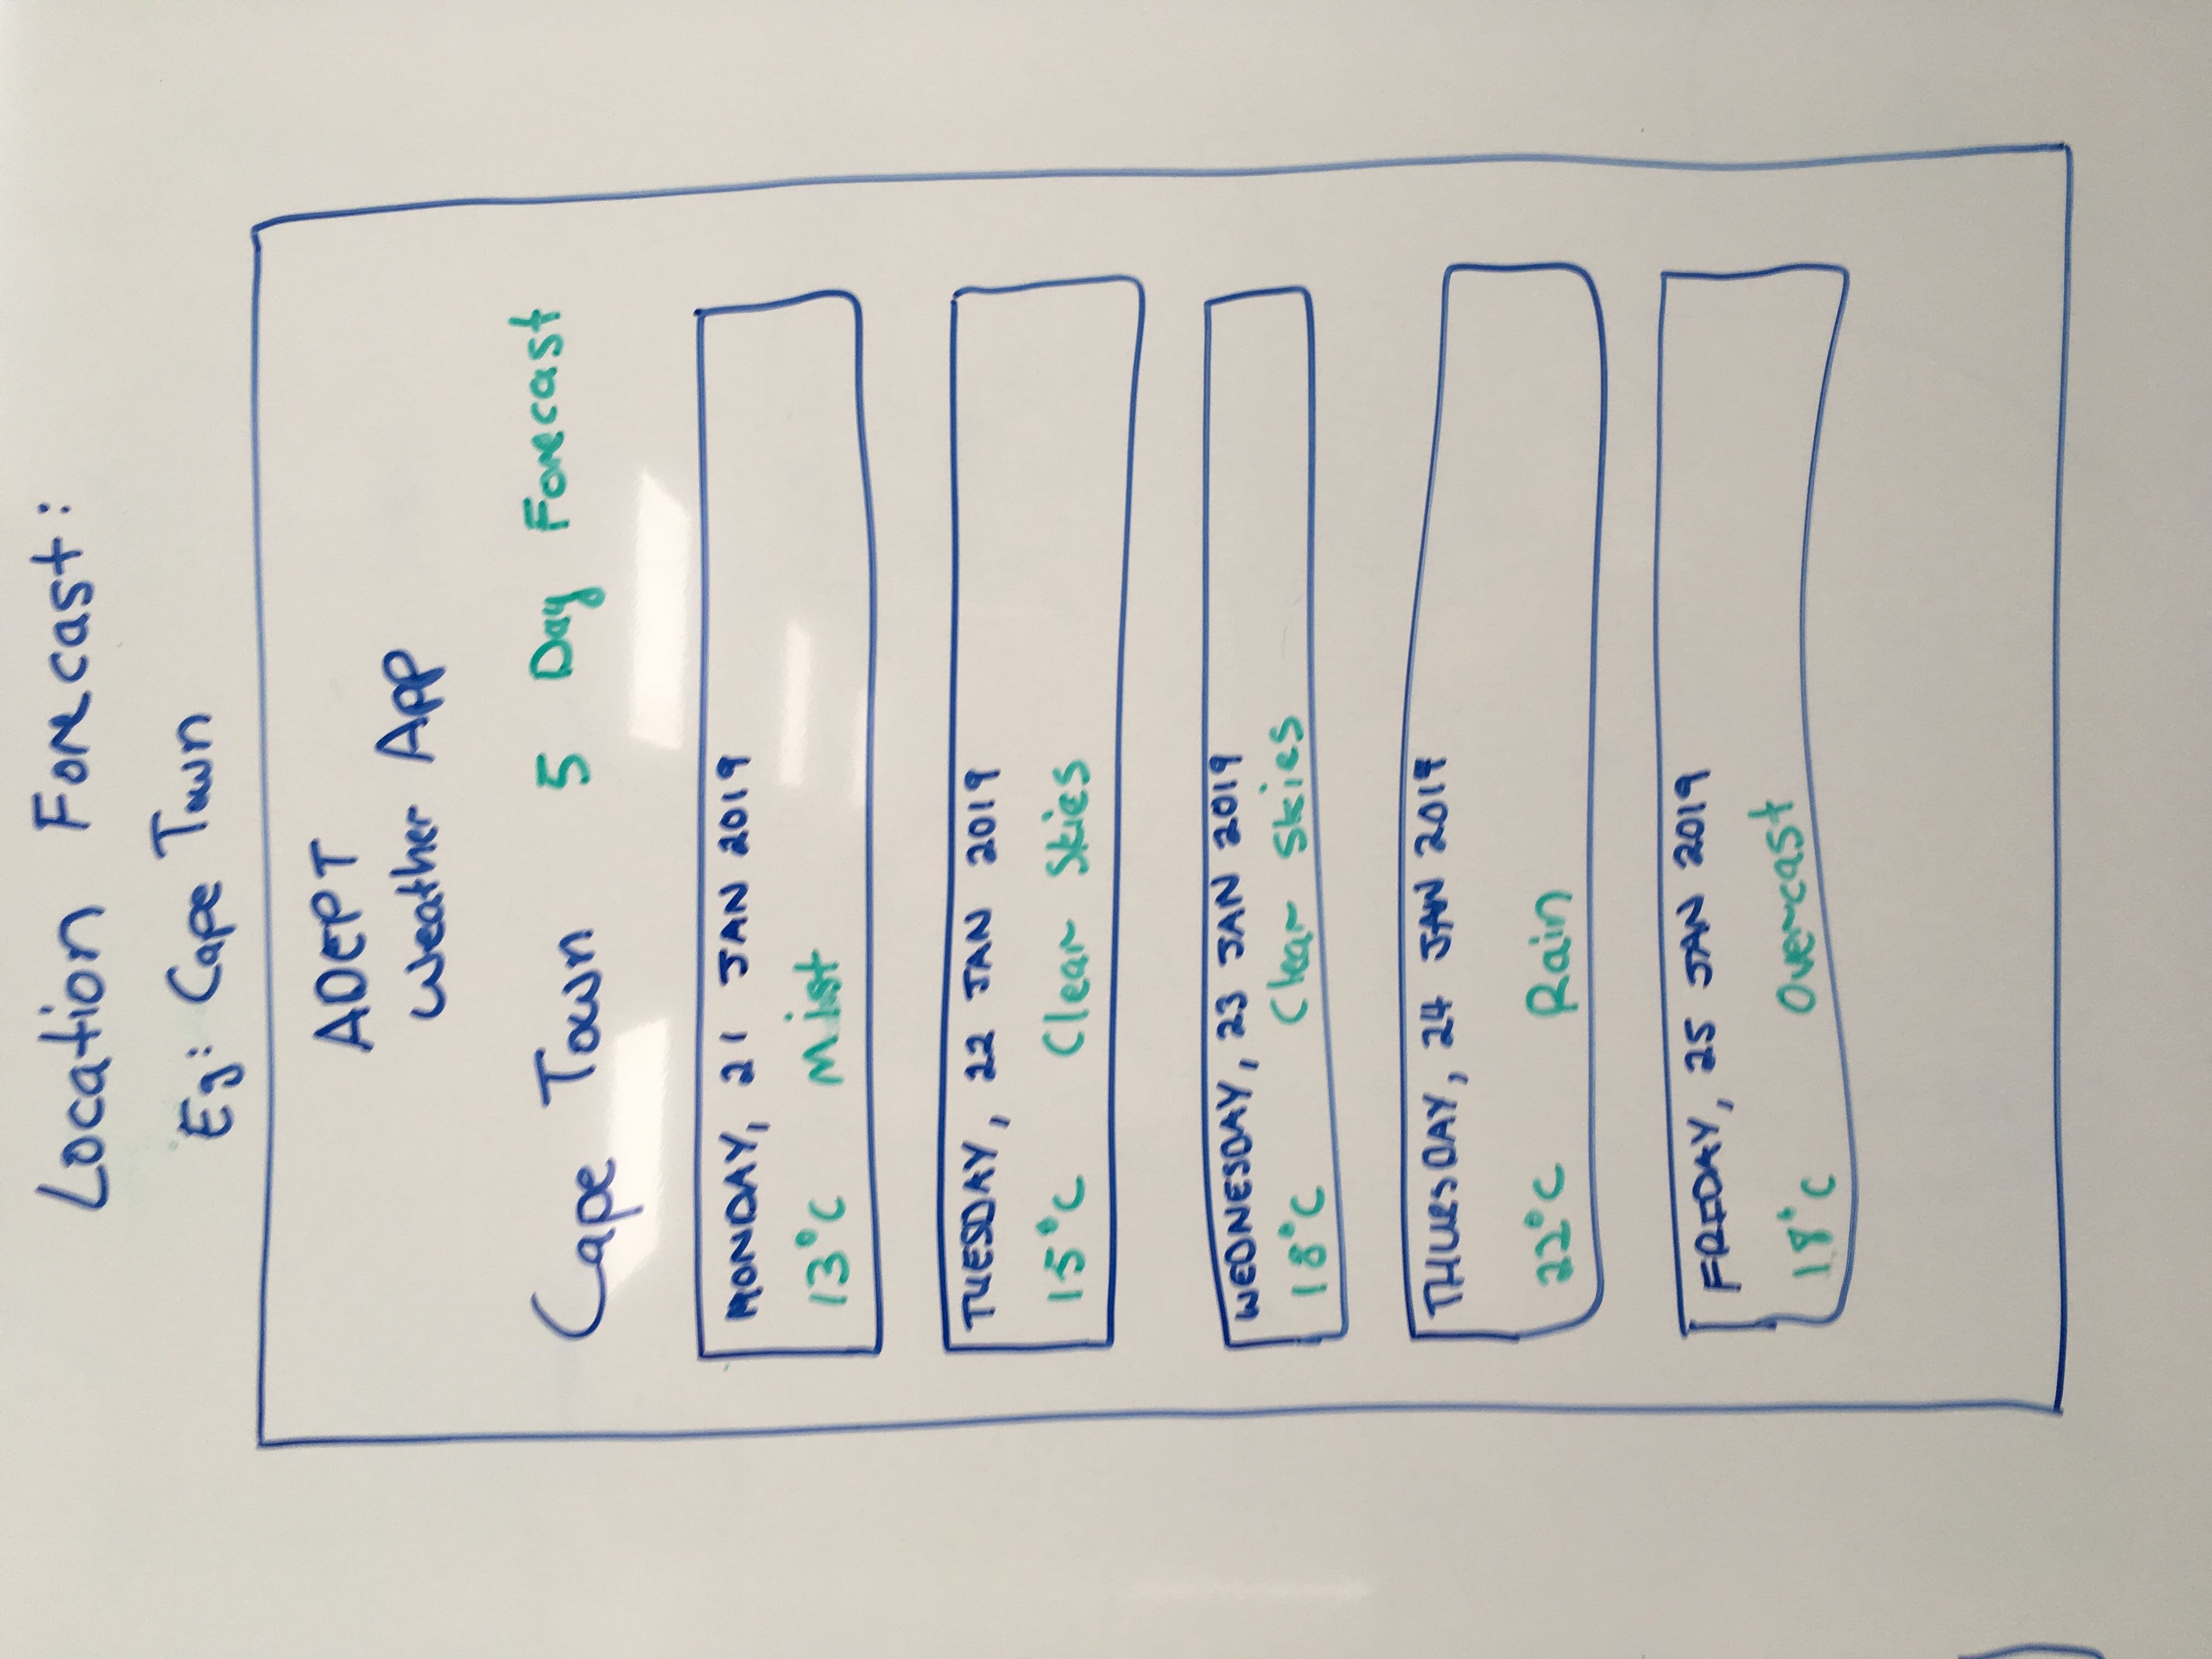 Location Forecast:
Eg: Cape Town
ADEPT
Weather App
Cape Town 5 Day Forecast
MONDAY, 21 JAN 2019
13°C Mist
TUESDAY, 22 JAN 2019
15°C Clear Skies
WEDNESDAY, 23 JAN 2019
18°C Clear Skies
THURSDAY, 24 JAN 2019
22°C Rain
FRIDAY, 25 JAN 2019
18°C Overcast